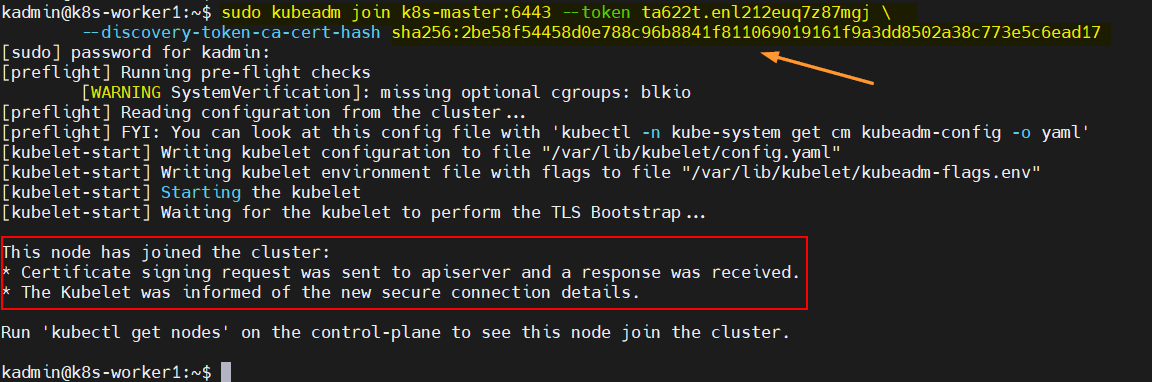 kadmin@k8s-worker1:~$ sudo kubeadm join k8s-master:6443 --token ta622t.enl212euq7z87mgj \
        --discovery-token-ca-cert-hash sha256:2be58f54458d0e788c96b8841f811069019161f9a3dd8502a38c773e5c6ead17
[sudo] password for kadmin:
[preflight] Running pre-flight checks
        [WARNING SystemVerification]: missing optional cgroups: blkio
[preflight] Reading configuration from the cluster...
[preflight] FYI: You can look at this config file with 'kubectl -n kube-system get cm kubeadm-config -o yaml'
[kubelet-start] Writing kubelet configuration to file "/var/lib/kubelet/config.yaml"
[kubelet-start] Writing kubelet environment file with flags to file "/var/lib/kubelet/kubeadm-flags.env"
[kubelet-start] Starting the kubelet
[kubelet-start] Waiting for the kubelet to perform the TLS Bootstrap...
This node has joined the cluster:
* Certificate signing request was sent to apiserver and a response was received.
* The Kubelet was informed of the new secure connection details.
Run 'kubectl get nodes' on the control-plane to see this node join the cluster.
kadmin@k8s-worker1:~$